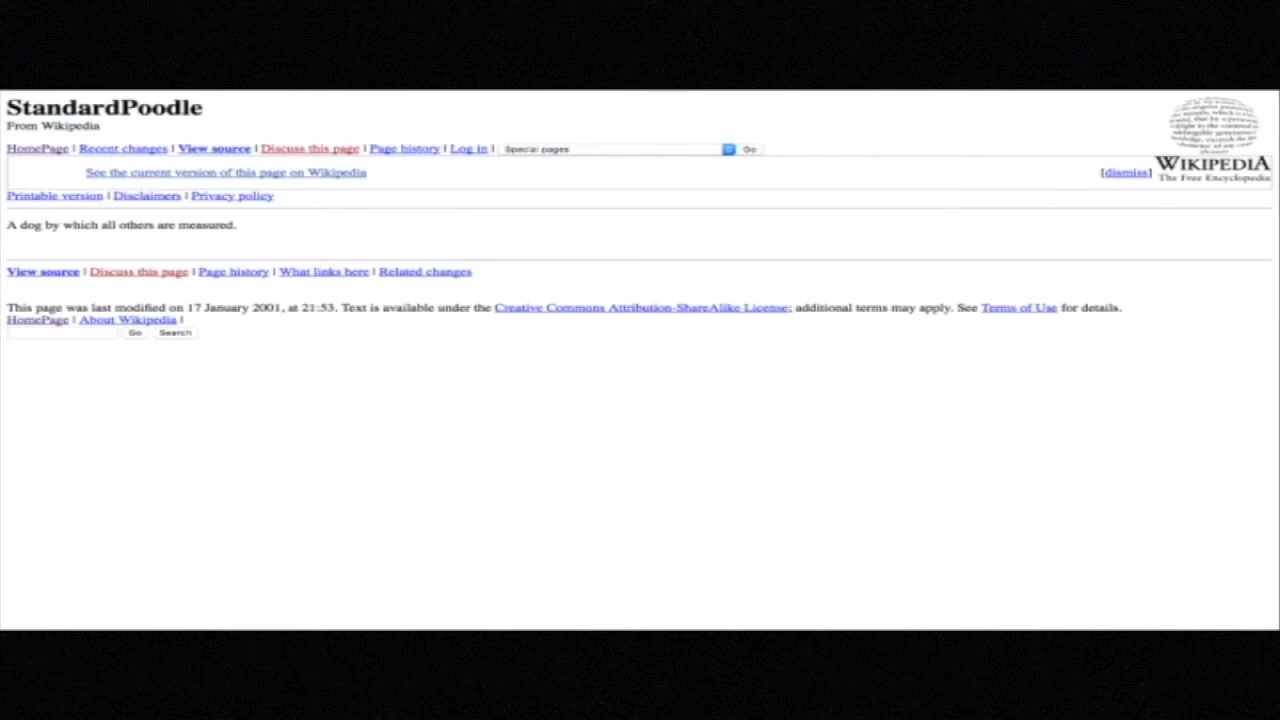 StandardPoodle
From Wikipedia
HomePage | Recent changes | View source | Discuss this page | Page history | Log in | Special pages Go
See the current version of this page on Wikipedia [dismiss]
WIKIPEDIA
The Free Encyclopedia
Printable version | Disclaimers | Privacy policy
A dog by which all others are measured.
View source | Discuss this page | Page history | What links here | Related changes
This page was last modified on 17 January 2001, at 21:53. Text is available under the Creative Commons Attribution-ShareAlike License; additional terms may apply. See Terms of Use for details.
HomePage | About Wikipedia |
Go Search